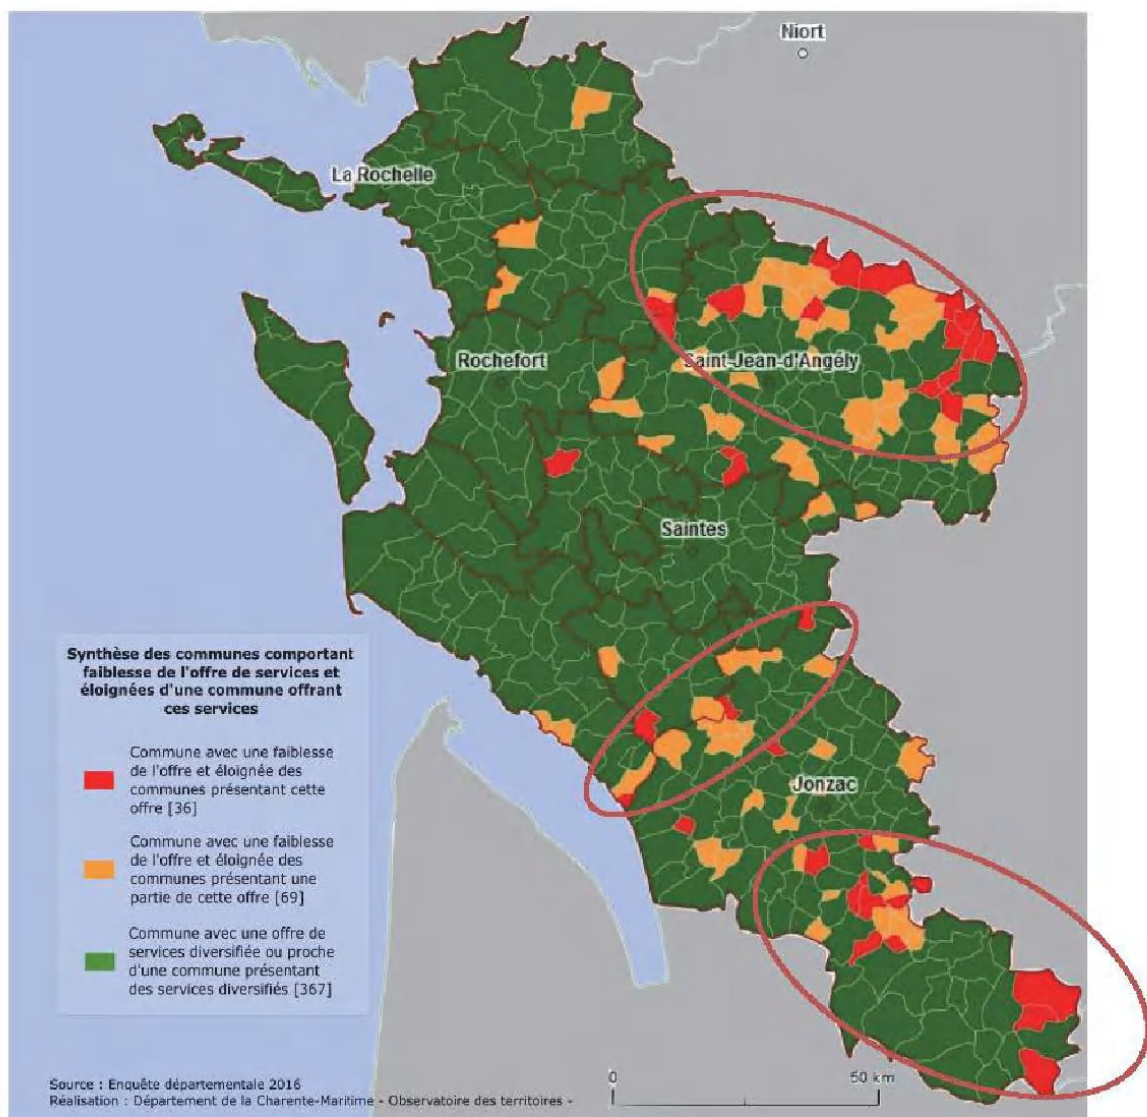 Niort
La Rochelle
Rochefort
Saint-Jean-d'Angély
Saintes
Jonzac
Synthèse des communes comportant
faiblesse de l'offre de services et
éloignées d'une commune offrant
ces services
Commune avec une faiblesse
de l'offre et éloignée des
communes présentant cette
offre [36]
Commune avec une faiblesse
de l'offre et éloignée des
communes présentant une
partie de cette offre [69]
Commune avec une offre de
services diversifiée ou proche
d'une commune présentant
des services diversifiés [367]
Source : Enquête départementale 2016
Réalisation : Département de la Charente-Maritime - Observatoire des territoires -
0 50 km